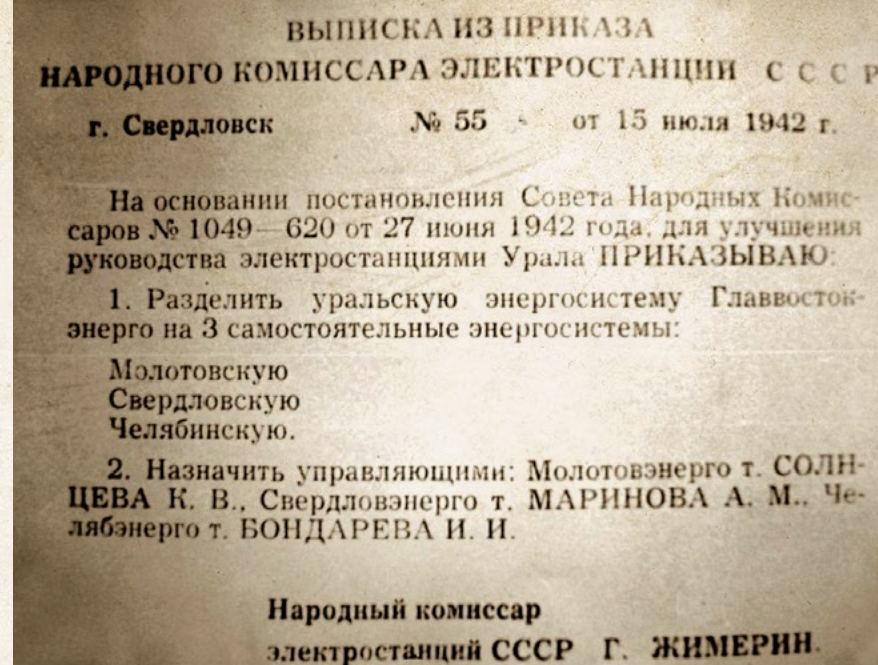 ВЫПИСКА ИЗ ПРИКАЗА
НАРОДНОГО КОМИССАРА ЭЛЕКТРОСТАНЦИИ С С С Р
г. Свердловск № 55 - от 15 июля 1942 г.
На основании постановления Совета Народных Комис-
саров № 1049—620 от 27 июня 1942 года, для улучшения
руководства электростанциями Урала ПРИКАЗЫВАЮ:
1. Разделить уральскую энергосистему Главвосток-
энерго на 3 самостоятельные энергосистемы:
Мэлотовскую
Свердловскую
Челябинскую.
2. Назначить управляющими: Молотовэнерго т. СОЛН-
ЦЕВА К. В., Свердловэнерго т. МАРИНОВА А. М., Че-
лябэнерго т. БОНДАРЕВА И. И.
Народный комиссар
электростанций СССР Г. ЖИМЕРИН.